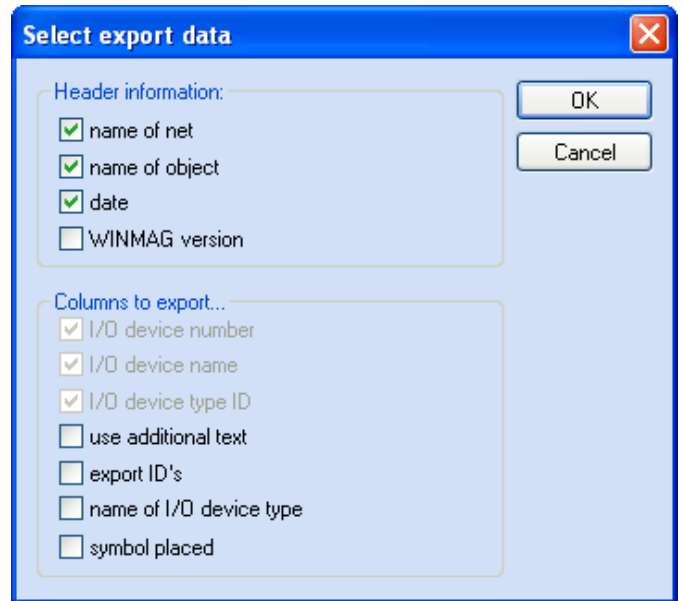 Select export data
Header information:
OK
name of net
Cancel
name of object
date
WINMAG version
Columns to export...
I/O device number
I/O device name
I/O device type ID
use additional text
export ID's
name of I/O device type
symbol placed